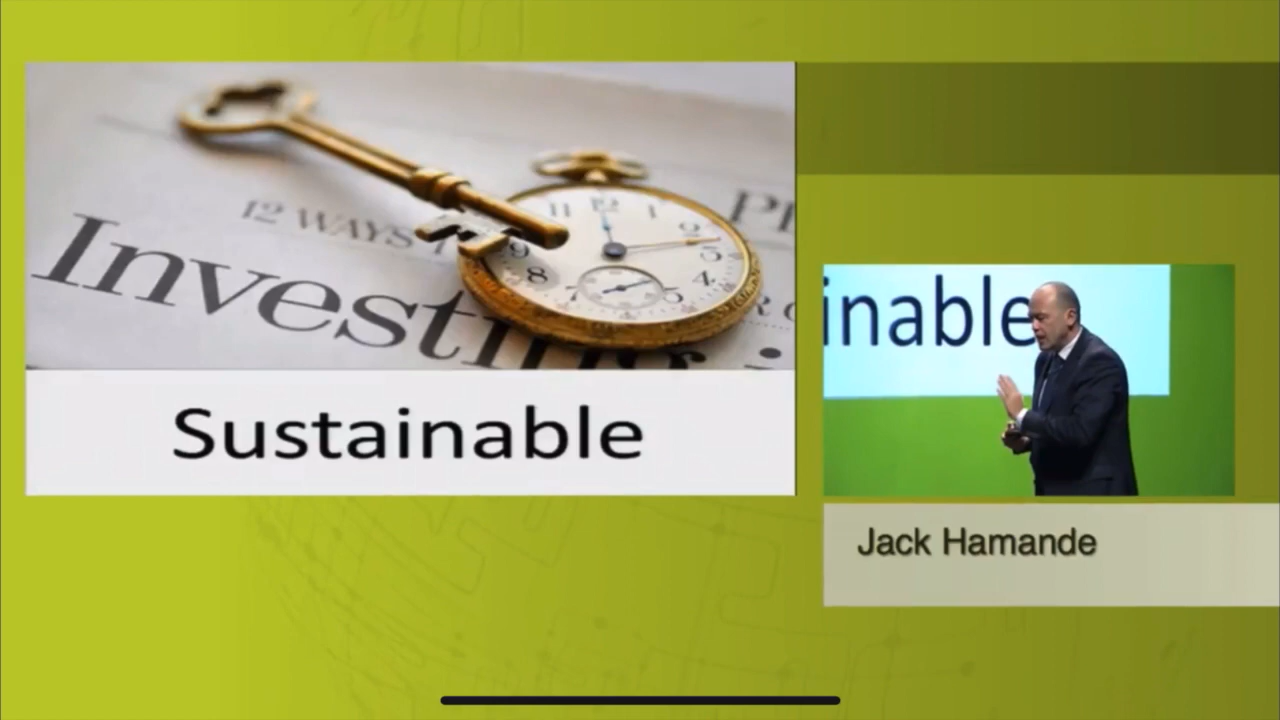 12 WAYS
Investing
Sustainable
inable
Jack Hamande